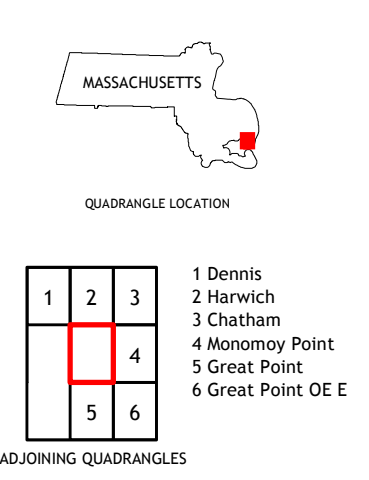 MASSACHUSETTS
QUADRANGLE LOCATION
1 2 3
4
5 6
1 Dennis
2 Harwich
3 Chatham
4 Monomoy Point
5 Great Point
6 Great Point OE E
ADJOINING QUADRANGLES